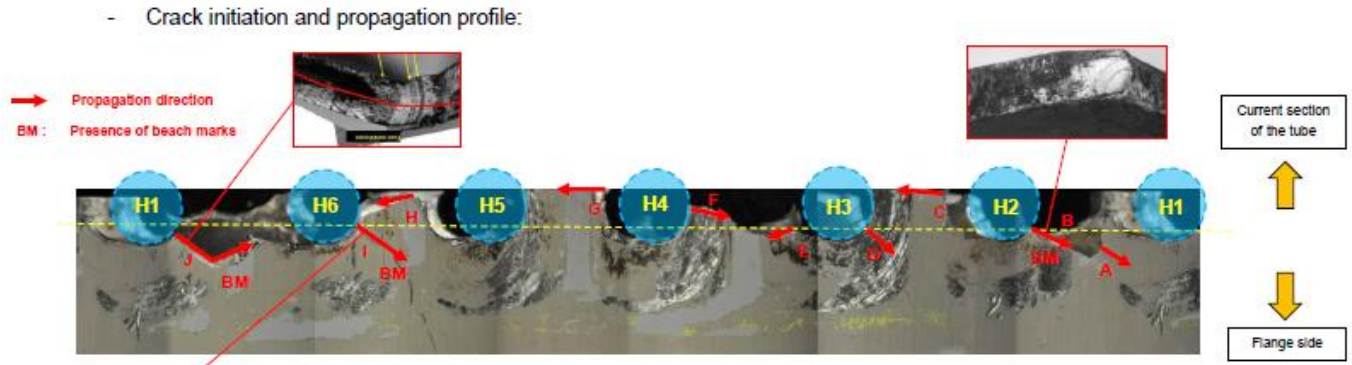 - Crack initiation and propagation profile:
Propagation direction
BM : Presence of beach marks
Current section
of the tube
H1 H6 H5 H4 H3 H2 H1
J BM I BM H G F E D C B BM A
Flange side